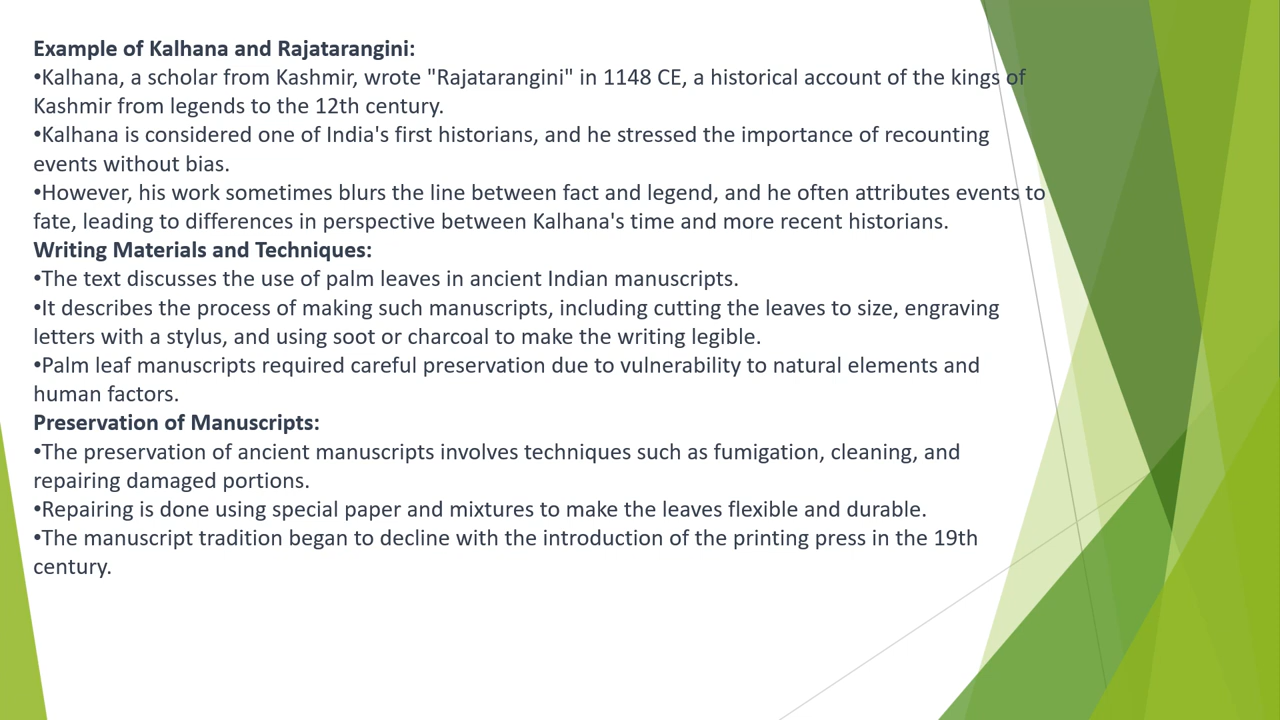 Example of Kalhana and Rajatarangini:
•Kalhana, a scholar from Kashmir, wrote "Rajatarangini" in 1148 CE, a historical account of the kings of
Kashmir from legends to the 12th century.
•Kalhana is considered one of India's first historians, and he stressed the importance of recounting
events without bias.
•However, his work sometimes blurs the line between fact and legend, and he often attributes events to
fate, leading to differences in perspective between Kalhana's time and more recent historians.
Writing Materials and Techniques:
•The text discusses the use of palm leaves in ancient Indian manuscripts.
•It describes the process of making such manuscripts, including cutting the leaves to size, engraving
letters with a stylus, and using soot or charcoal to make the writing legible.
•Palm leaf manuscripts required careful preservation due to vulnerability to natural elements and
human factors.
Preservation of Manuscripts:
•The preservation of ancient manuscripts involves techniques such as fumigation, cleaning, and
repairing damaged portions.
•Repairing is done using special paper and mixtures to make the leaves flexible and durable.
•The manuscript tradition began to decline with the introduction of the printing press in the 19th
century.